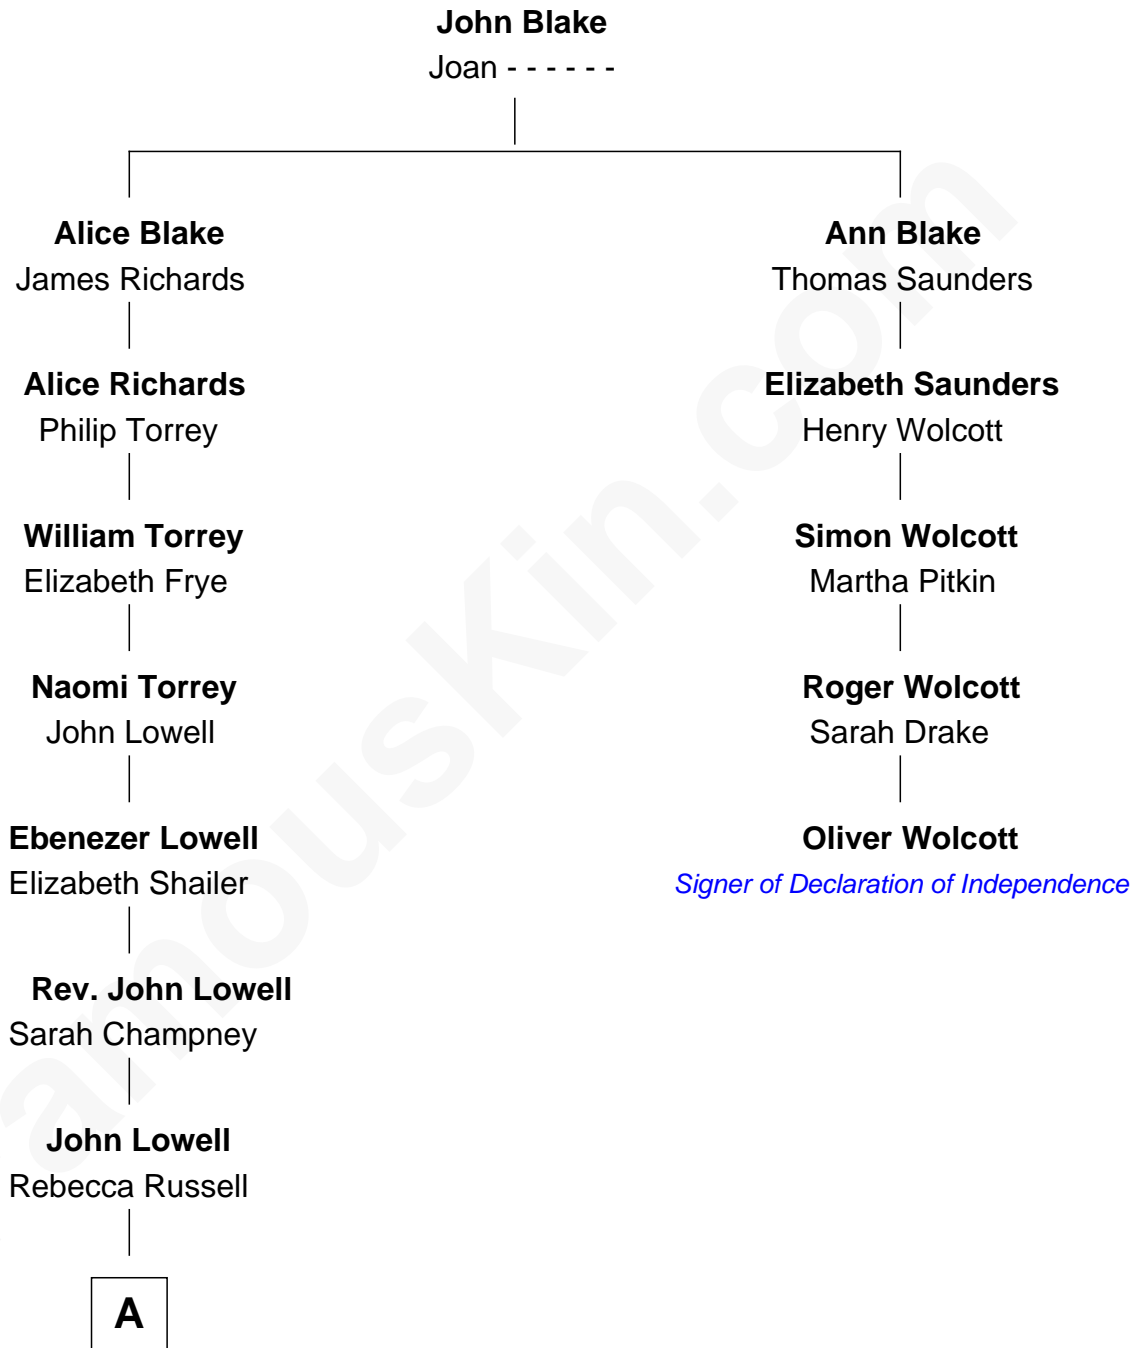 John Blake
Joan - - - - - -
Alice Blake
James Richards
Ann Blake
Thomas Saunders
Alice Richards
Philip Torrey
Elizabeth Saunders
Henry Wolcott
William Torrey
Elizabeth Frye
Simon Wolcott
Martha Pitkin
Naomi Torrey
John Lowell
Roger Wolcott
Sarah Drake
Ebenezer Lowell
Elizabeth Shailer
Oliver Wolcott
Signer of Declaration of Independence
Rev. John Lowell
Sarah Champney
John Lowell
Rebecca Russell
A
amouskin.com